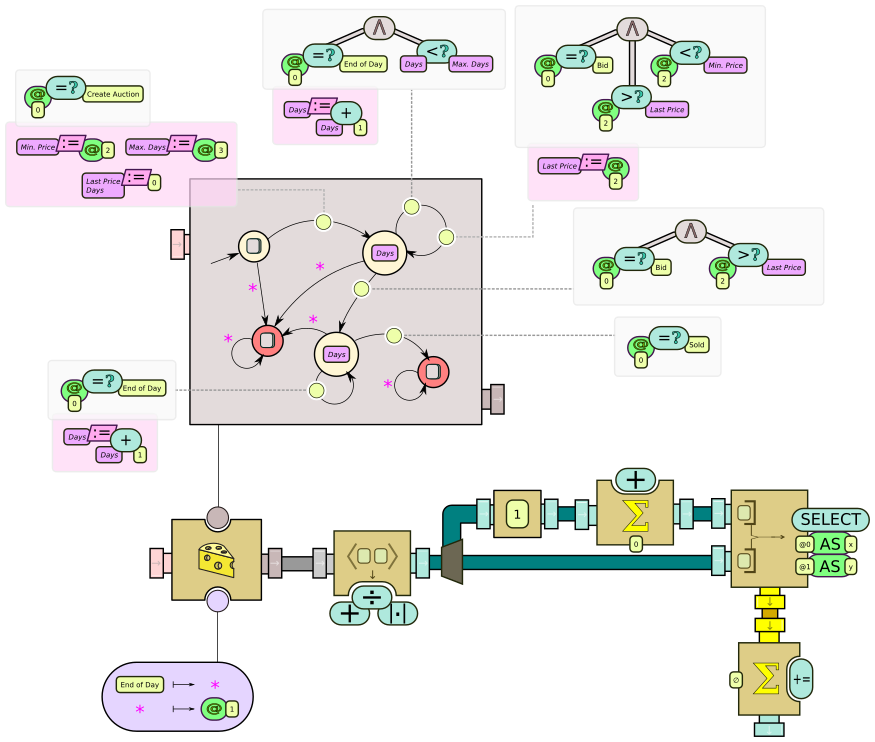 ∧
=?
@
0
End of Day
<?
Days
Max. Days
Days
:=
+
Days
1
∧
=?
@
0
Bid
<?
@
2
Min. Price
>?
@
2
Last Price
Last Price
:=
@
2
=?
@
0
Create Auction
Min. Price
:=
@
2
Max. Days
:=
@
3
Last Price
Days
:=
0
∧
=?
@
0
Bid
>?
@
2
Last Price
Days
*
*
*
*
Days
*
=?
@
0
Sold
=?
@
0
End of Day
Days
:=
+
Days
1
1
+
Σ
0
SELECT
@0 AS x
@1 AS y
÷
+
|·|
Σ
∅
+=
End of Day ↦ *
* ↦ @ 1